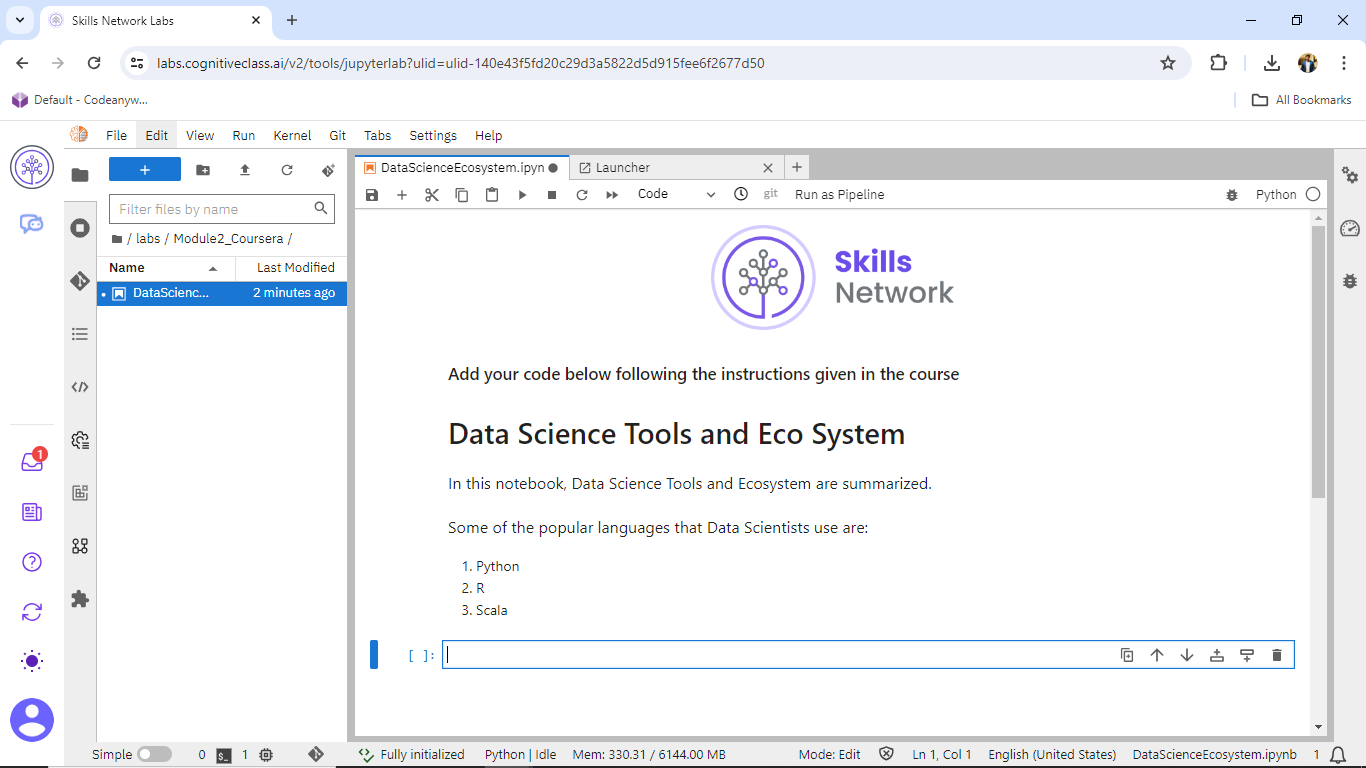 Skills Network Labs
labs.cognitiveclass.ai/v2/tools/jupyterlab?ulid=ulid-140e43f5fd20c29d3a5822d5d915fee6f2677d50
Default - Codeanyw...
All Bookmarks
File Edit View Run Kernel Git Tabs Settings Help
DataScienceEcosystem.ipyn
Launcher
Filter files by name
Code
git
Run as Pipeline
Python
/ labs / Module2_Coursera /
Name
Last Modified
DataScienc...
2 minutes ago
Skills
Network
Add your code below following the instructions given in the course
Data Science Tools and Eco System
In this notebook, Data Science Tools and Ecosystem are summarized.
Some of the popular languages that Data Scientists use are:
1. Python
2. R
3. Scala
[ ]:
1
Simple
0
$_
1
Fully initialized
Python | Idle
Mem: 330.31 / 6144.00 MB
Mode: Edit
Ln 1, Col 1
English (United States)
DataScienceEcosystem.ipynb
1